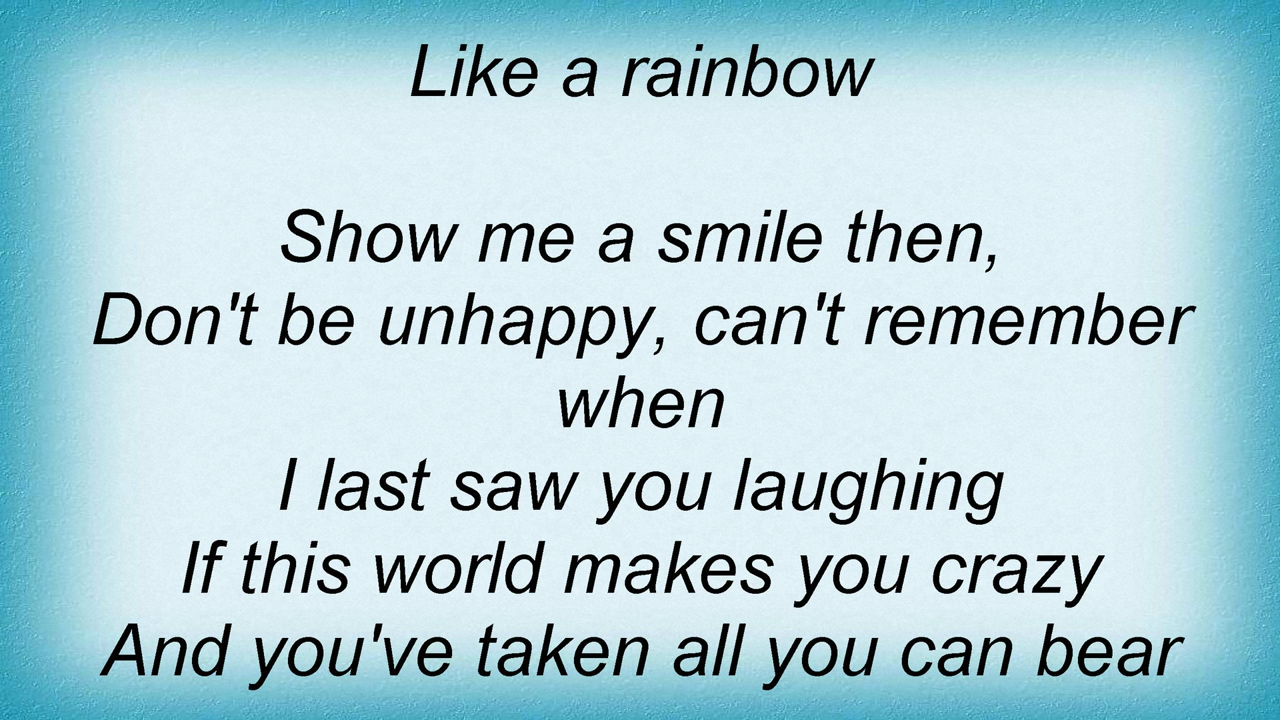 Like a rainbow
Show me a smile then,
Don't be unhappy, can't remember
when
I last saw you laughing
If this world makes you crazy
And you've taken all you can bear